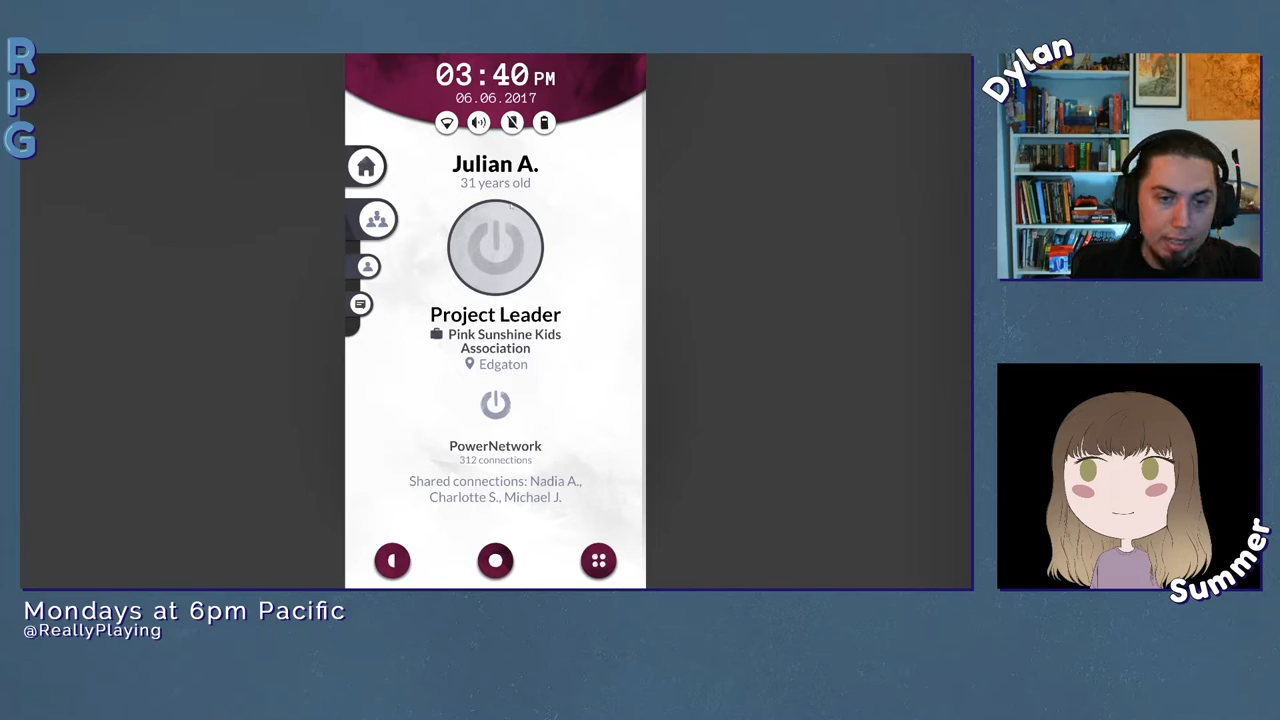 RPG
03:40 PM
06.06.2017
Julian A.
31 years old
Project Leader
Pink Sunshine Kids
Association
Edgaton
PowerNetwork
312 connections
Shared connections: Nadia A.,
Charlotte S., Michael J.
Dylan
Summer
Mondays at 6pm Pacific
@ReallyPlaying